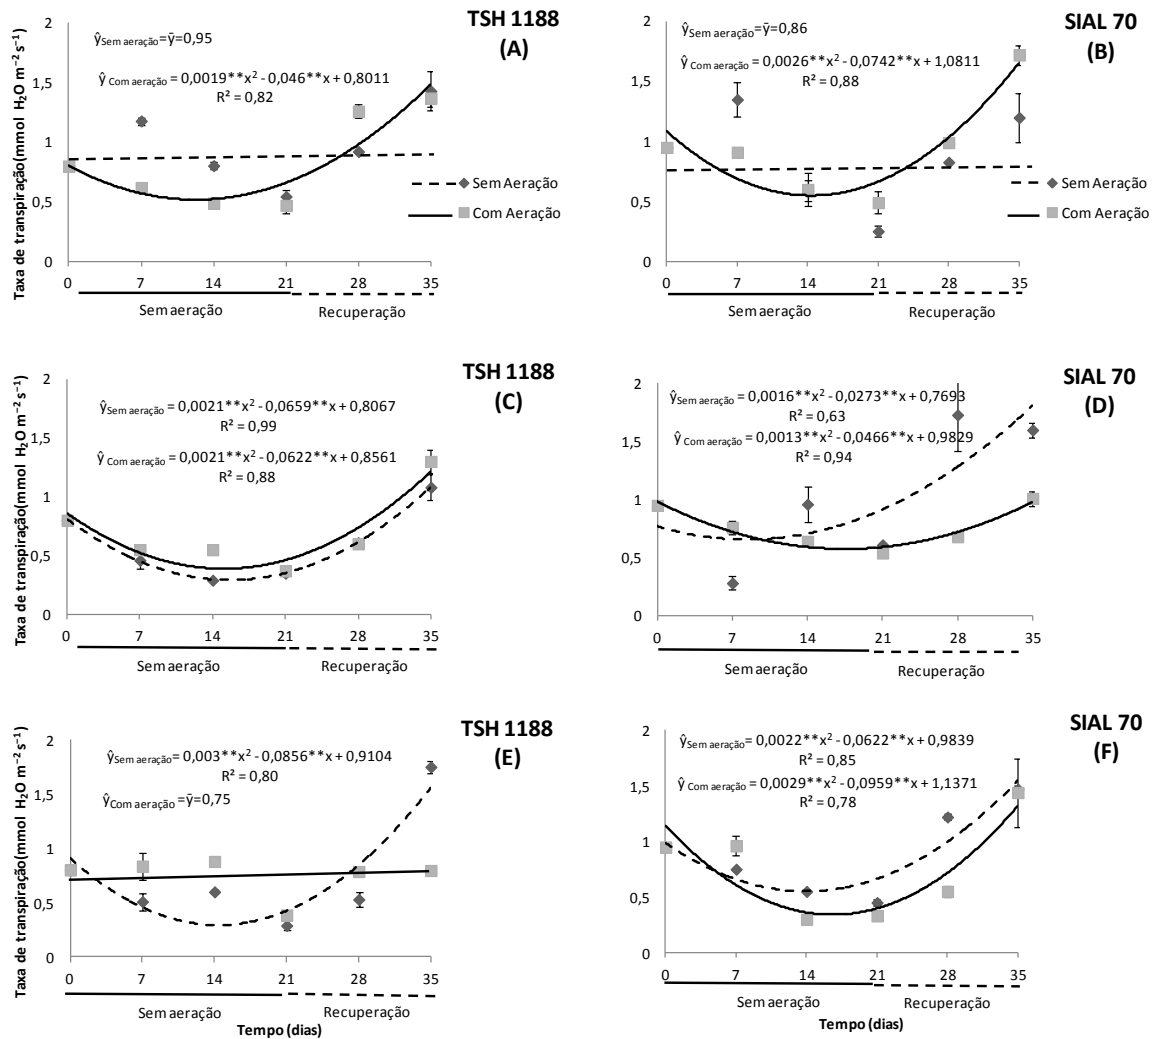 TSH 1188
(A)
Taxa de transpiração(mmol H₂O m⁻² s⁻¹)
ŷSem aeração=ȳ=0,95
ŷ Com aeração = 0,0019**x² - 0,046**x + 0,8011
R² = 0,82
2
1,5
1
0,5
0
0 7 14 21 28 35
Sem Aeração
Com Aeração
Sem aeração Recuperação
SIAL 70
(B)
ŷSem aeração=ȳ=0,86
ŷ Com aeração = 0,0026**x² - 0,0742**x + 1,0811
R² = 0,88
2
1,5
1
0,5
0
0 7 14 21 28 35
Sem Aeração
Com Aeração
Sem aeração Recuperação
TSH 1188
(C)
Taxa de transpiração(mmol H₂O m⁻² s⁻¹)
ŷSem aeração = 0,0021**x² - 0,0659**x + 0,8067
R² = 0,99
ŷ Com aeração = 0,0021**x² - 0,0622**x + 0,8561
R² = 0,88
2
1,5
1
0,5
0
0 7 14 21 28 35
Sem aeração Recuperação
SIAL 70
(D)
ŷSem aeração = 0,0016**x² - 0,0273**x + 0,7693
R² = 0,63
ŷ Com aeração = 0,0013**x² - 0,0466**x + 0,9829
R² = 0,94
2
1,5
1
0,5
0
0 7 14 21 28 35
Sem aeração Recuperação
TSH 1188
(E)
Taxa de transpiração(mmol H₂O m⁻² s⁻¹)
ŷSem aeração = 0,003**x² - 0,0856**x + 0,9104
R² = 0,80
ŷCom aeração =ȳ=0,75
2
1,5
1
0,5
0
0 7 14 21 28 35
Sem aeração Recuperação
Tempo (dias)
SIAL 70
(F)
ŷSem aeração= 0,0022**x² - 0,0622**x + 0,9839
R² = 0,85
ŷ Com aeração = 0,0029**x² - 0,0959**x + 1,1371
R² = 0,78
2
1,5
1
0,5
0
0 7 14 21 28 35
Sem aeração Recuperação
Tempo (dias)